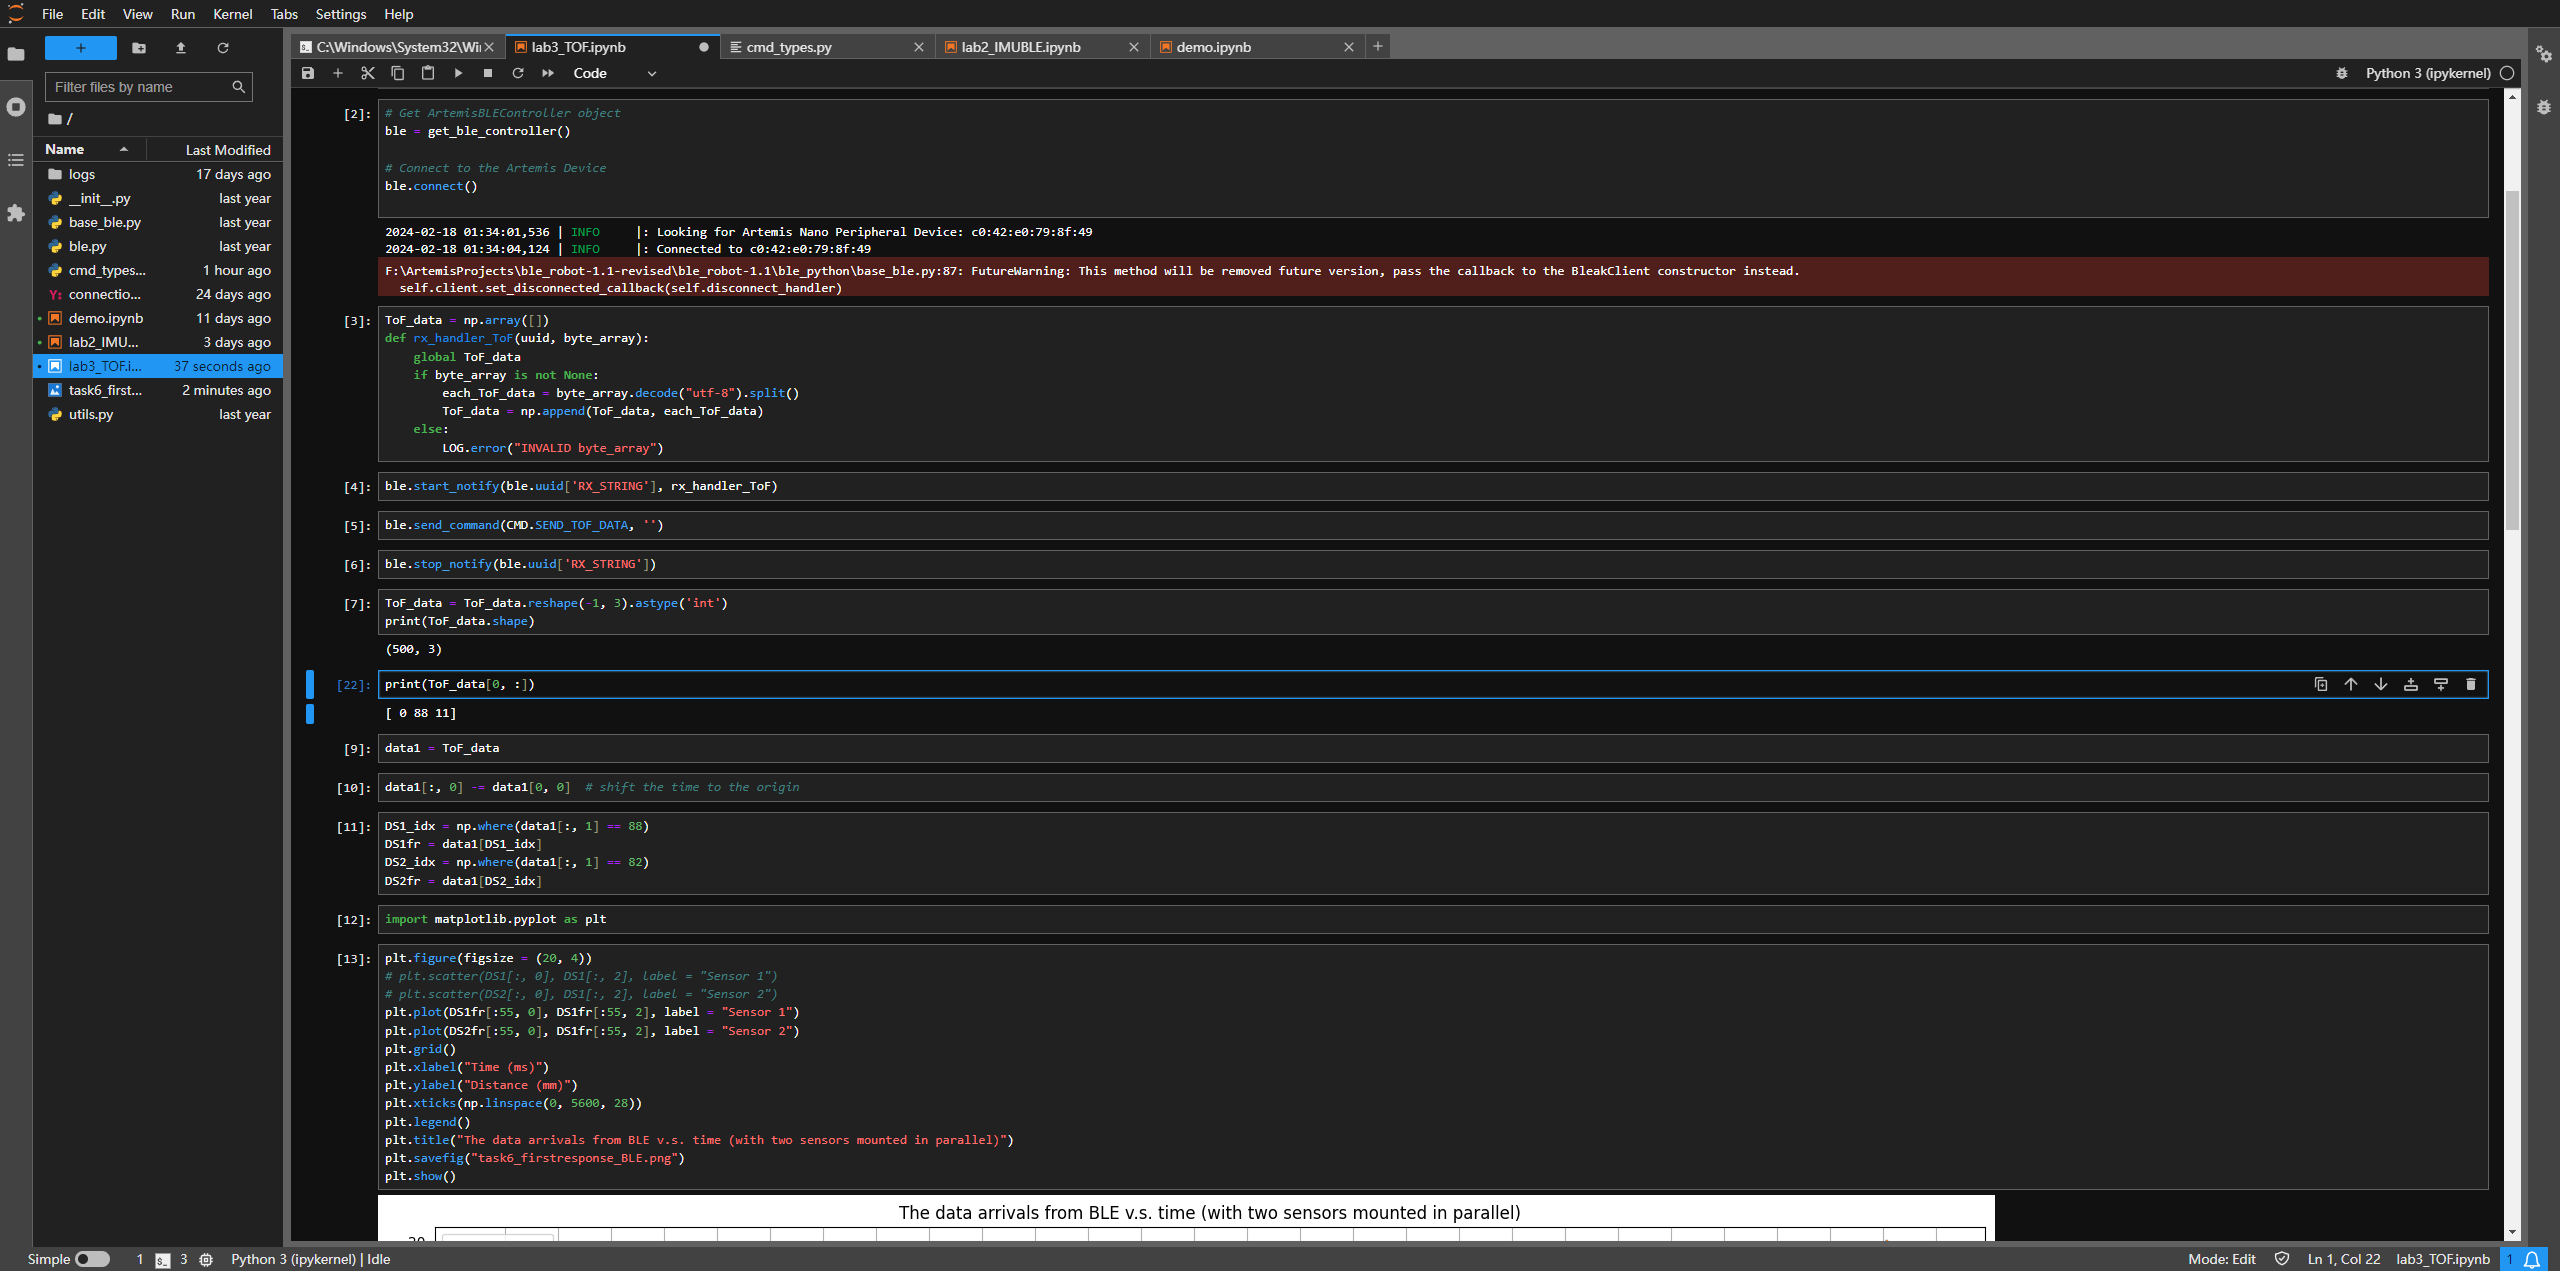 File Edit View Run Kernel Tabs Settings Help
C:\Windows\System32\Wi
lab3_TOF.ipynb
cmd_types.py
lab2_IMUBLE.ipynb
demo.ipynb
Code
Python 3 (ipykernel)
Filter files by name
/
Name Last Modified
logs 17 days ago
__init__.py last year
base_ble.py last year
ble.py last year
cmd_types... 1 hour ago
Y: connectio... 24 days ago
demo.ipynb 11 days ago
lab2_IMU... 3 days ago
lab3_TOF.i... 37 seconds ago
task6_first... 2 minutes ago
utils.py last year
[2]: # Get ArtemisBLEController object
ble = get_ble_controller()
# Connect to the Artemis Device
ble.connect()
2024-02-18 01:34:01,536 | INFO     |: Looking for Artemis Nano Peripheral Device: c0:42:e0:79:8f:49
2024-02-18 01:34:04,124 | INFO     |: Connected to c0:42:e0:79:8f:49
F:\ArtemisProjects\ble_robot-1.1-revised\ble_robot-1.1\ble_python\base_ble.py:87: FutureWarning: This method will be removed future version, pass the callback to the BleakClient constructor instead.
  self.client.set_disconnected_callback(self.disconnect_handler)
[3]: ToF_data = np.array([])
def rx_handler_ToF(uuid, byte_array):
    global ToF_data
    if byte_array is not None:
        each_ToF_data = byte_array.decode("utf-8").split()
        ToF_data = np.append(ToF_data, each_ToF_data)
    else:
        LOG.error("INVALID byte_array")
[4]: ble.start_notify(ble.uuid['RX_STRING'], rx_handler_ToF)
[5]: ble.send_command(CMD.SEND_TOF_DATA, '')
[6]: ble.stop_notify(ble.uuid['RX_STRING'])
[7]: ToF_data = ToF_data.reshape(-1, 3).astype('int')
print(ToF_data.shape)
(500, 3)
[22]: print(ToF_data[0, :])
[ 0 88 11]
[9]: data1 = ToF_data
[10]: data1[:, 0] -= data1[0, 0]  # shift the time to the origin
[11]: DS1_idx = np.where(data1[:, 1] == 88)
DS1fr = data1[DS1_idx]
DS2_idx = np.where(data1[:, 1] == 82)
DS2fr = data1[DS2_idx]
[12]: import matplotlib.pyplot as plt
[13]: plt.figure(figsize = (20, 4))
# plt.scatter(DS1[:, 0], DS1[:, 2], label = "Sensor 1")
# plt.scatter(DS2[:, 0], DS1[:, 2], label = "Sensor 2")
plt.plot(DS1fr[:55, 0], DS1fr[:55, 2], label = "Sensor 1")
plt.plot(DS2fr[:55, 0], DS1fr[:55, 2], label = "Sensor 2")
plt.grid()
plt.xlabel("Time (ms)")
plt.ylabel("Distance (mm)")
plt.xticks(np.linspace(0, 5600, 28))
plt.legend()
plt.title("The data arrivals from BLE v.s. time (with two sensors mounted in parallel)")
plt.savefig("task6_firstresponse_BLE.png")
plt.show()
The data arrivals from BLE v.s. time (with two sensors mounted in parallel)
Simple 1 3 Python 3 (ipykernel) | Idle
Mode: Edit Ln 1, Col 22 lab3_TOF.ipynb 1